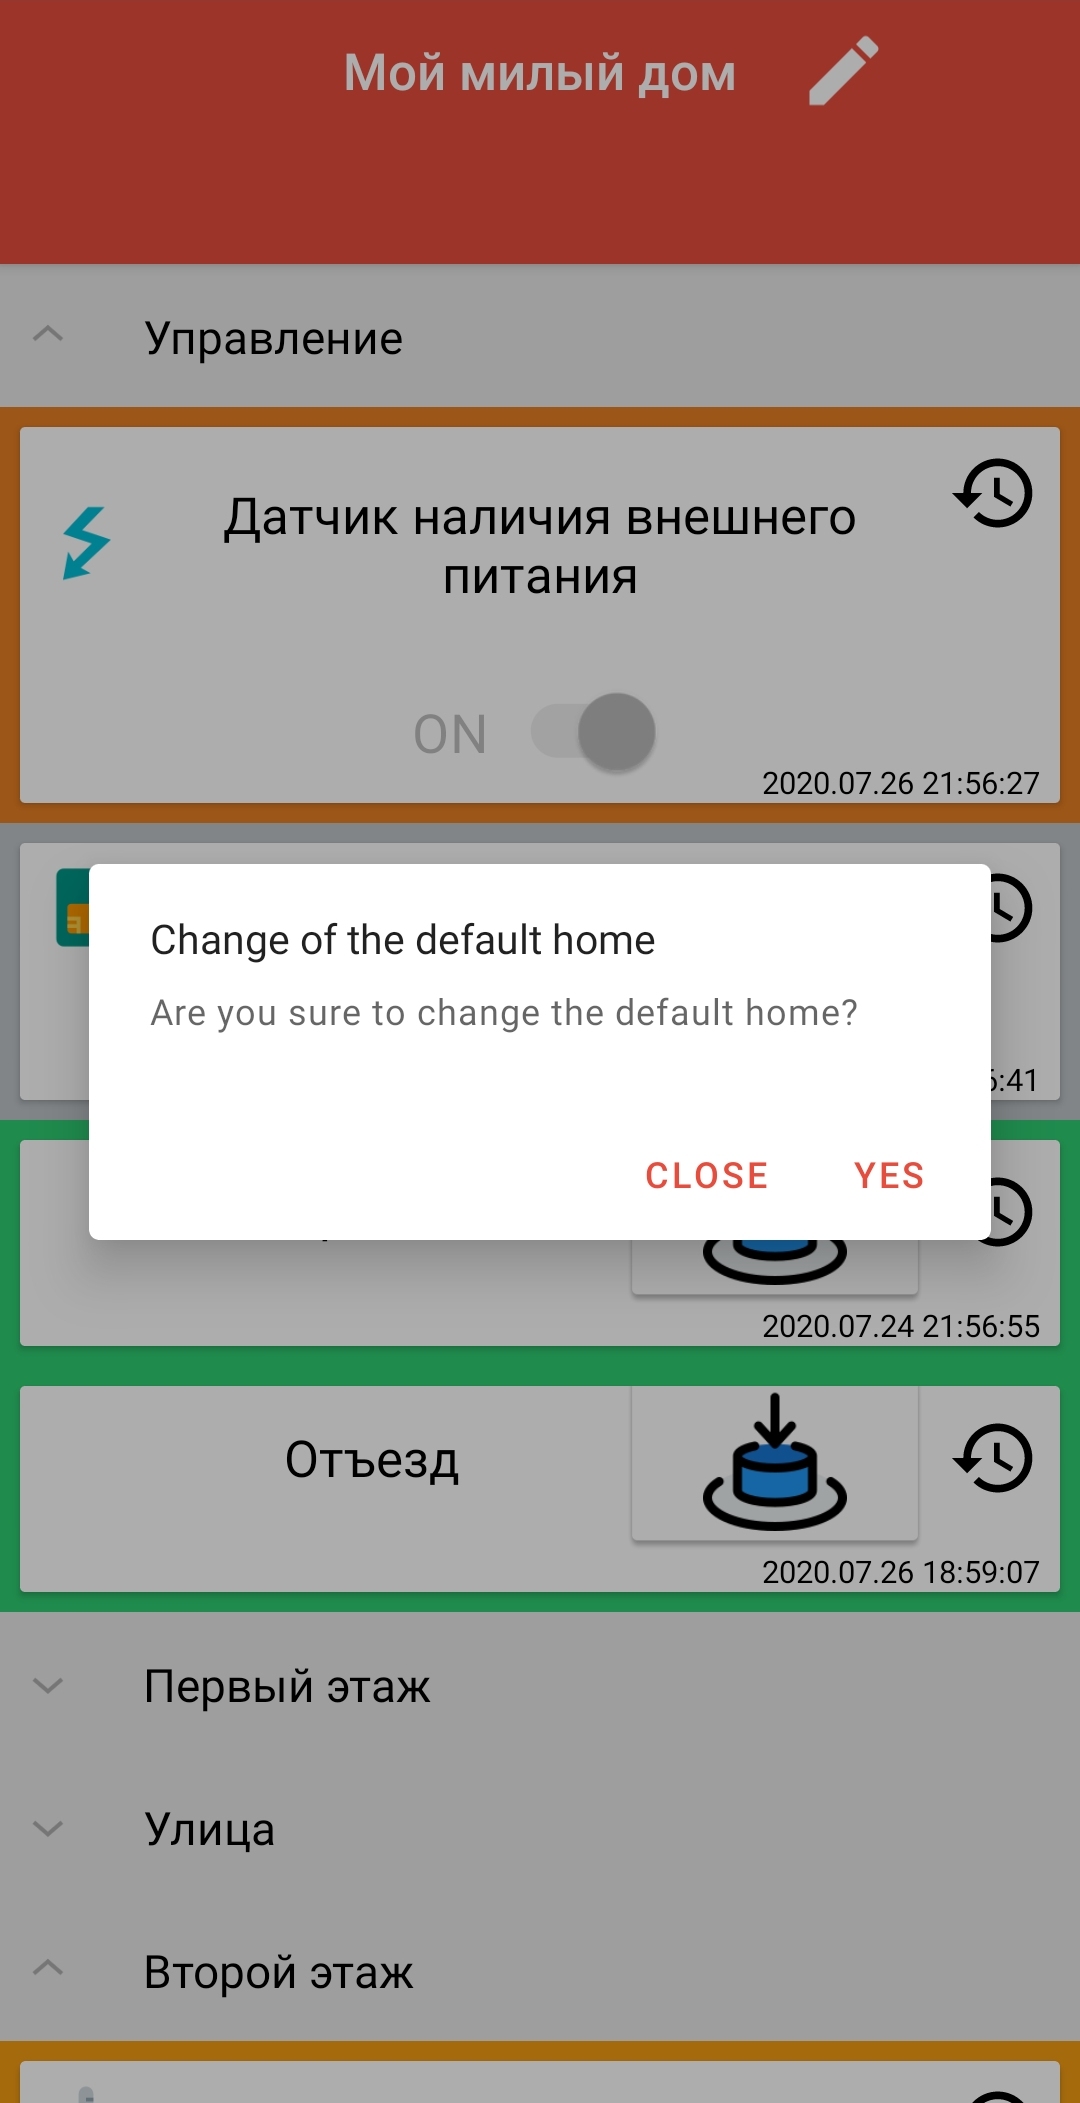 Мой милый дом
Управление
Датчик наличия внешнего
питания
ON
2020.07.26 21:56:27
Change of the default home
Are you sure to change the default home?
:41
CLOSE YES
2020.07.24 21:56:55
Отъезд
2020.07.26 18:59:07
Первый этаж
Улица
Второй этаж